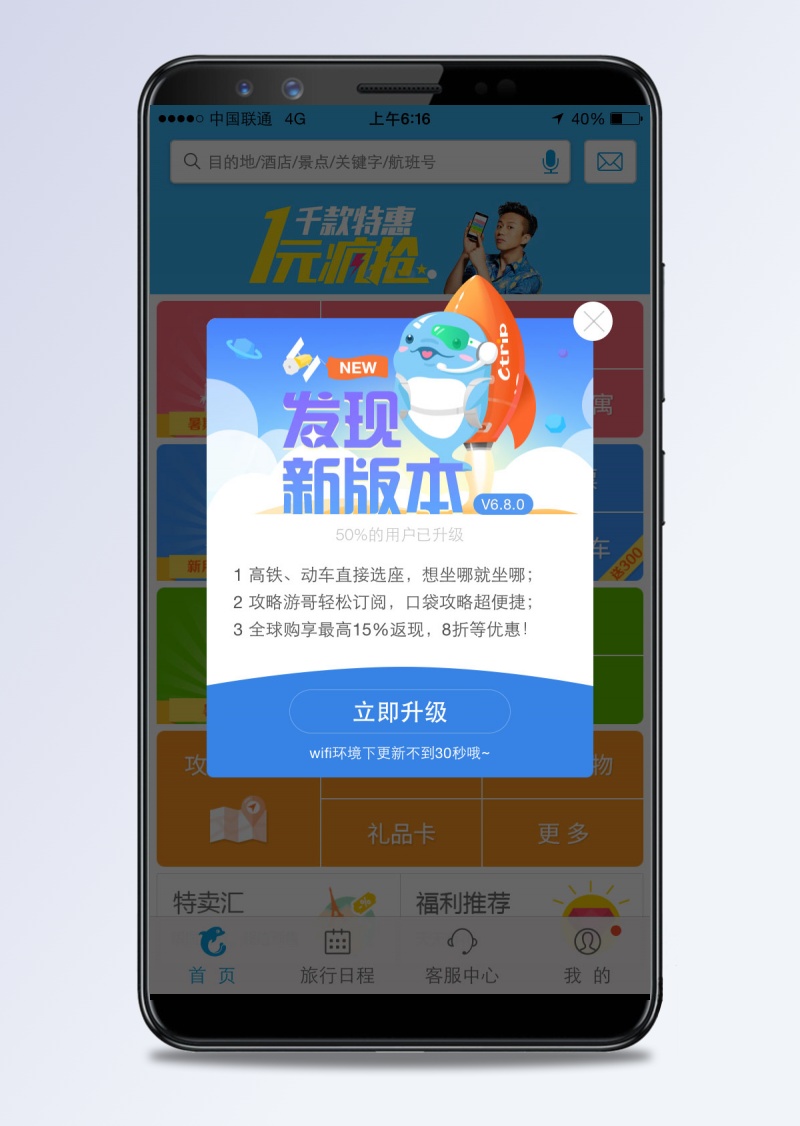 中国联通 4G 上午6:16 40%
目的地/酒店/景点/关键字/航班号
千款特惠
1元疯抢
NEW
Ctrip
发现
新版本
V6.8.0
50%的用户已升级
1 高铁、动车直接选座，想坐哪就坐哪；
2 攻略游哥轻松订阅，口袋攻略超便捷；
3 全球购享最高15%返现，8折等优惠！
立即升级
wifi环境下更新不到30秒哦~
寓
车
送300
攻
物
礼品卡
更多
特卖汇
福利推荐
首页 旅行日程 客服中心 我的